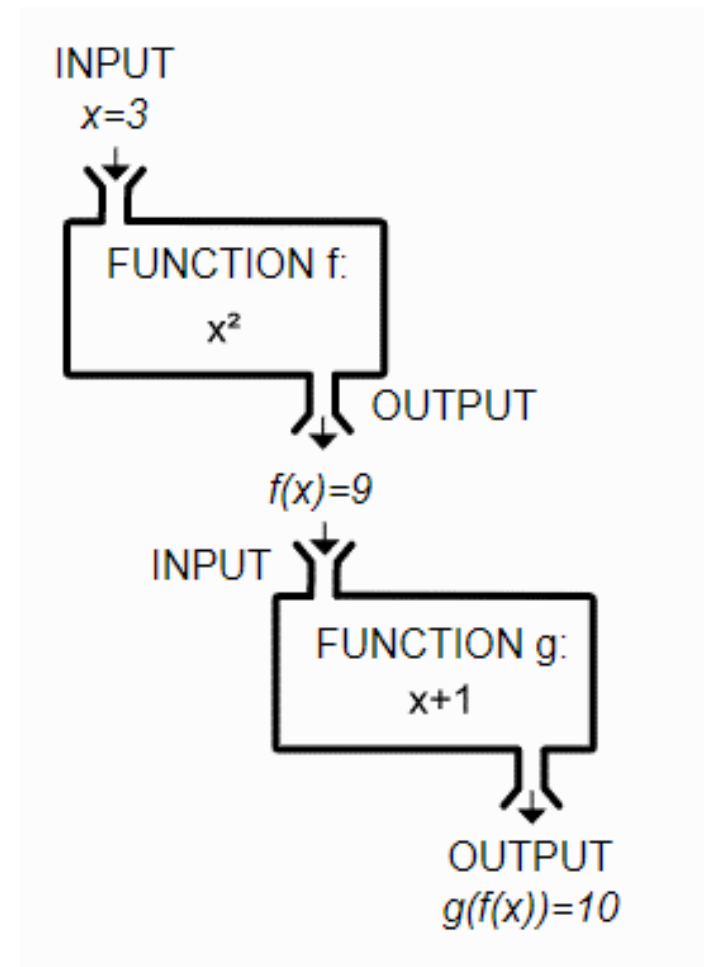 INPUT
x=3
FUNCTION f:
x²
OUTPUT
f(x)=9
INPUT
FUNCTION g:
x+1
OUTPUT
g(f(x))=10